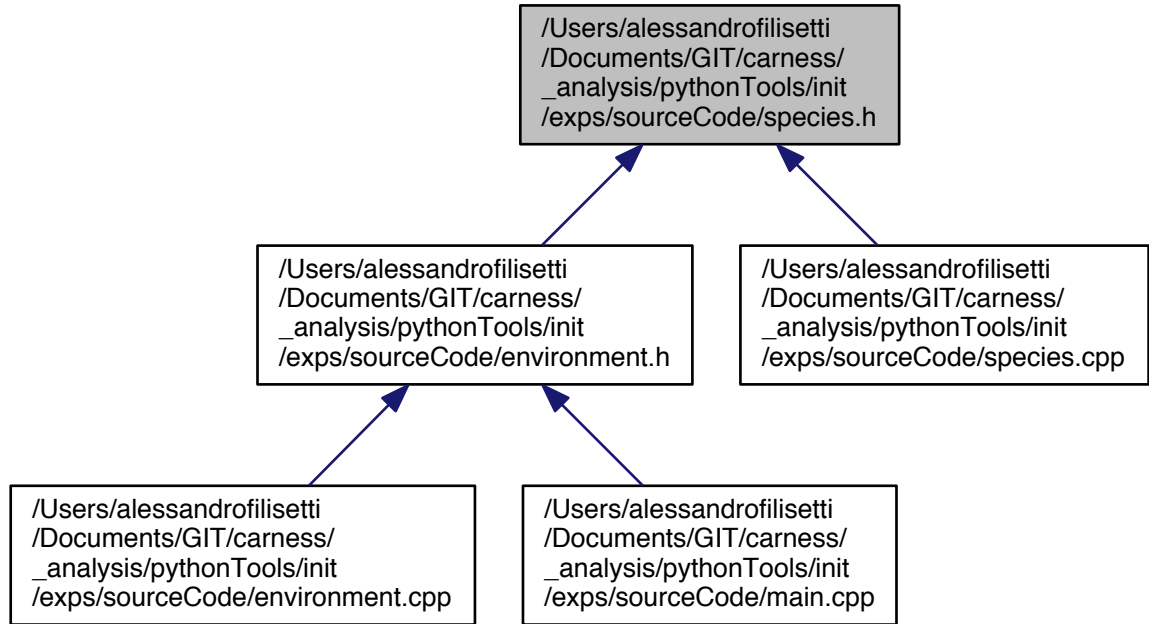 /Users/alessandrofilisetti
/Documents/GIT/carness/
_analysis/pythonTools/init
/exps/sourceCode/species.h
/Users/alessandrofilisetti
/Documents/GIT/carness/
_analysis/pythonTools/init
/exps/sourceCode/environment.h
/Users/alessandrofilisetti
/Documents/GIT/carness/
_analysis/pythonTools/init
/exps/sourceCode/species.cpp
/Users/alessandrofilisetti
/Documents/GIT/carness/
_analysis/pythonTools/init
/exps/sourceCode/environment.cpp
/Users/alessandrofilisetti
/Documents/GIT/carness/
_analysis/pythonTools/init
/exps/sourceCode/main.cpp